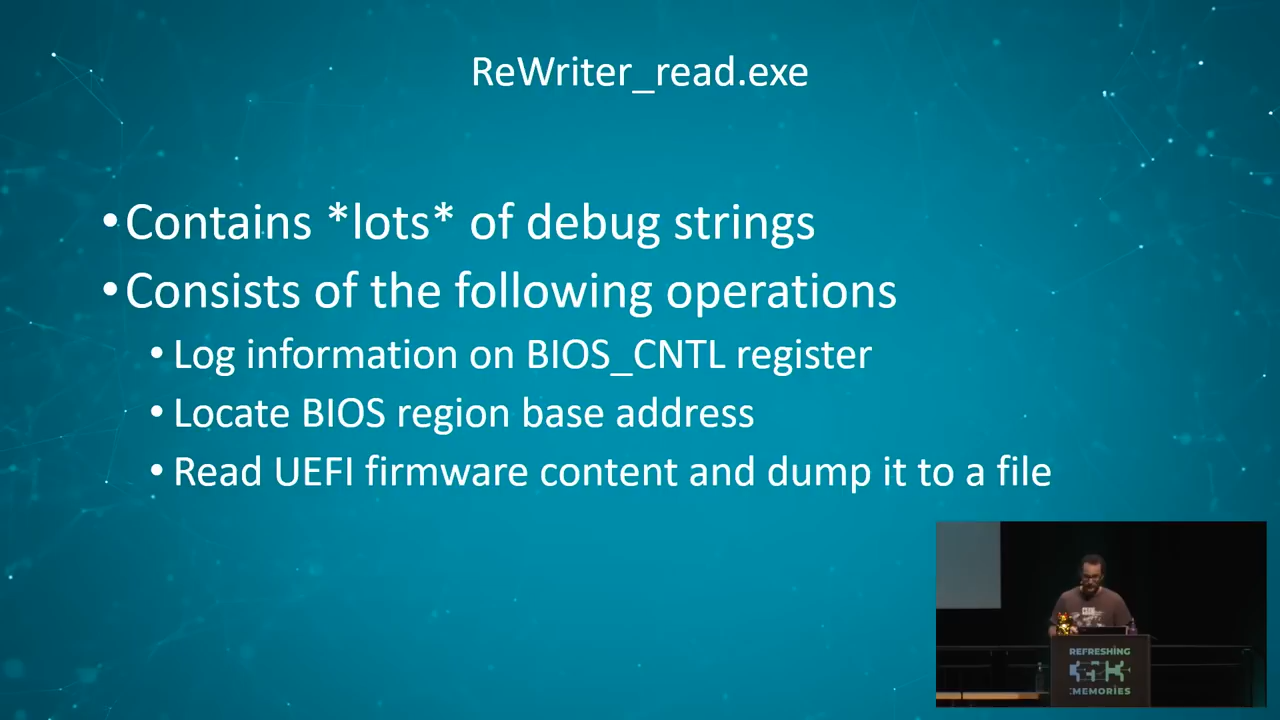 ReWriter_read.exe
•Contains *lots* of debug strings
•Consists of the following operations
•Log information on BIOS_CNTL register
•Locate BIOS region base address
•Read UEFI firmware content and dump it to a file
REFRESHING
:MEMORIES